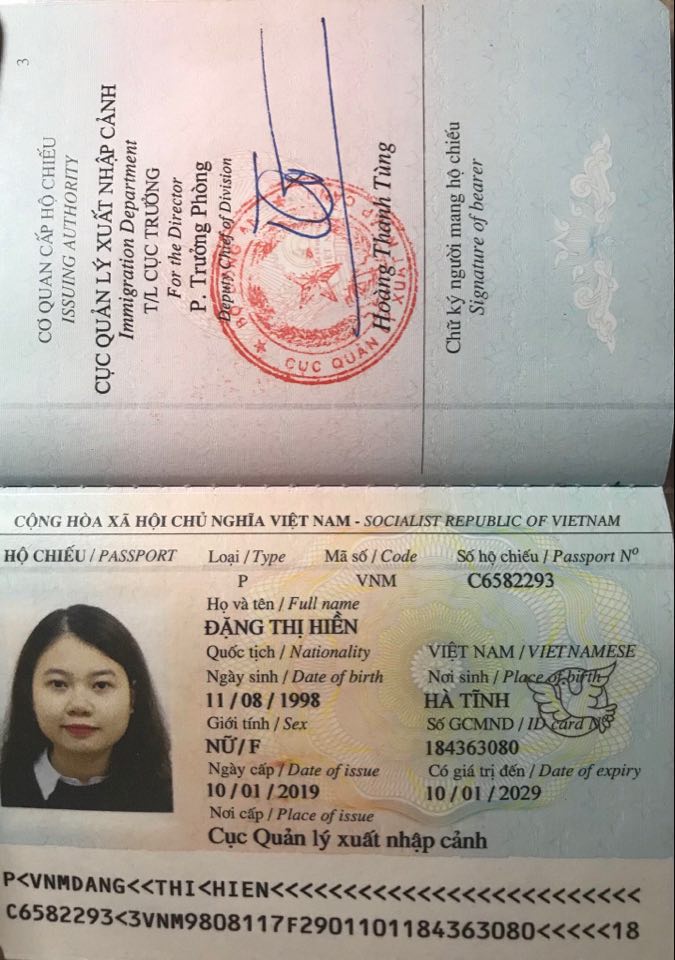 3
CƠ QUAN CẤP HỘ CHIẾU
ISSUING AUTHORITY
CỤC QUẢN LÝ XUẤT NHẬP CẢNH
Immigration Department
T/L CỤC TRƯỞNG
For the Director
P. Trưởng Phòng
Deputy Chief of Division
CỤC QUẢN XUẤT NHẬP
Hoàng Thanh Tùng
Chữ ký người mang hộ chiếu
Signature of bearer
CỘNG HÒA XÃ HỘI CHỦ NGHĨA VIỆT NAM - SOCIALIST REPUBLIC OF VIETNAM
HỘ CHIẾU / PASSPORT Loại / Type Mã số / Code Số hộ chiếu / Passport Nº
P VNM C6582293
Họ và tên / Full name
ĐẶNG THỊ HIỀN
Quốc tịch / Nationality VIỆT NAM / VIETNAMESE
Ngày sinh / Date of birth Nơi sinh / Place of birth
11 / 08 / 1998 HÀ TĨNH
Giới tính / Sex Số GCMND / ID card Nº
NỮ / F 184363080
Ngày cấp / Date of issue Có giá trị đến / Date of expiry
10 / 01 / 2019 10 / 01 / 2029
Nơi cấp / Place of issue
Cục Quản lý xuất nhập cảnh
P<VNMDANG<<THI<HIEN<<<<<<<<<<<<<<<<<<<<<<<<<
C6582293<3VNM9808117F2901101184363080<<<<<18